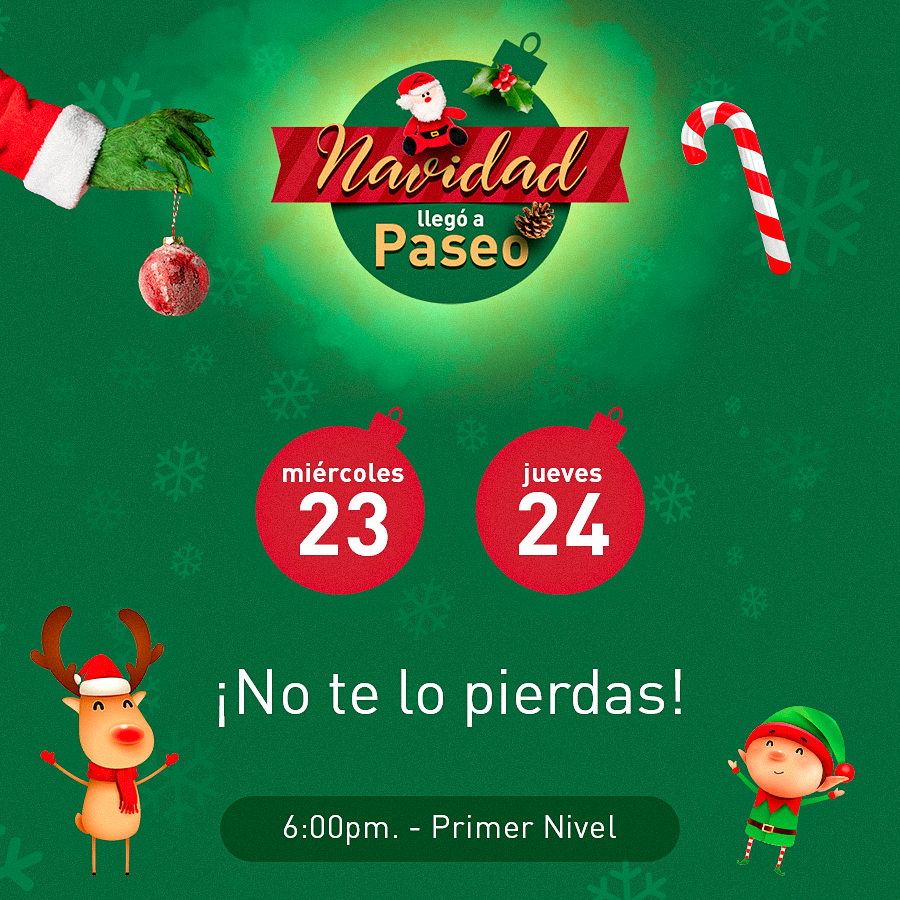 Navidad
llegó a
Paseo
miércoles
23
jueves
24
¡No te lo pierdas!
6:00pm. - Primer Nivel